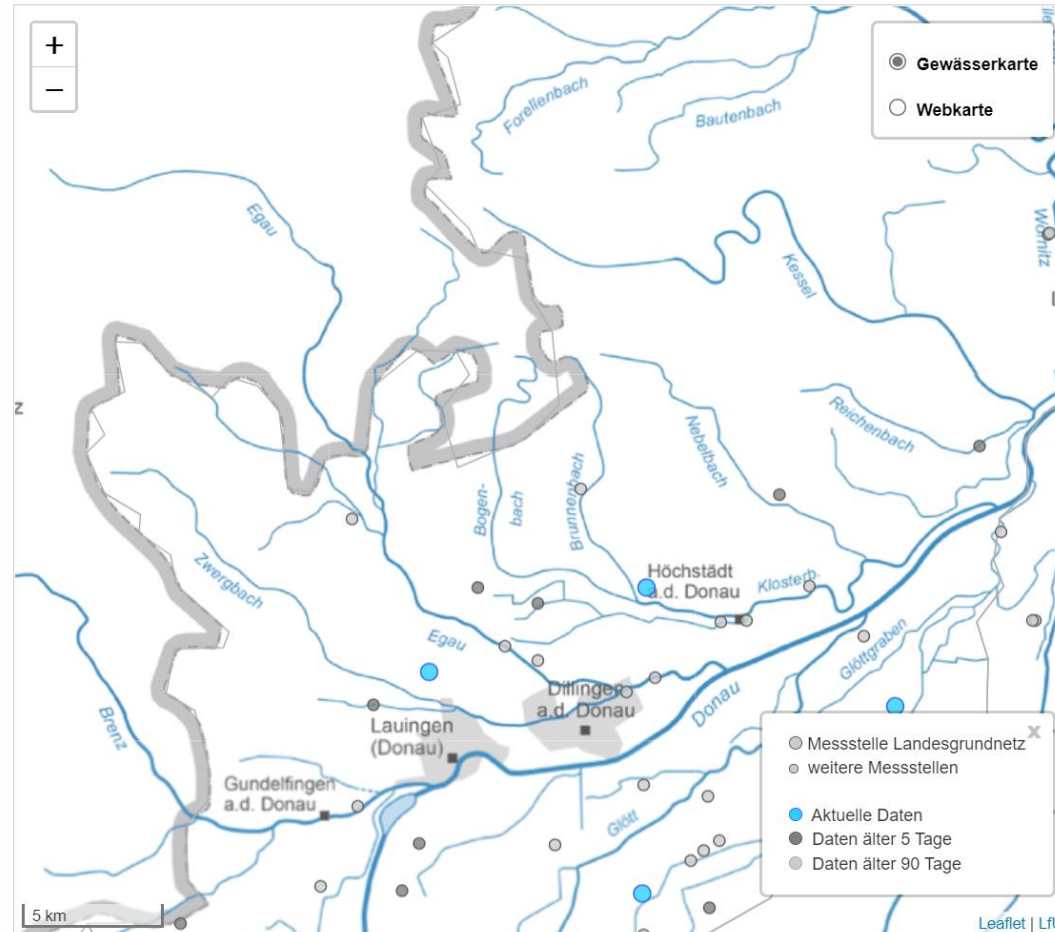 +
−
Gewässerkarte
Webkarte
Forellenbach
Bautenbach
Egau
Wörnitz
Kessel
Reichenbach
Nebelbach
Bogen-
bach
Brunnenbach
Zwergbach
Höchstädt
a.d. Donau
Klosterb.
Egau
Glöttgraben
Brenz
Donau
Dillingen
a.d. Donau
Lauingen
(Donau)
Gundelfingen
a.d. Donau
Glött
x
Messstelle Landesgrundnetz
weitere Messstellen
Aktuelle Daten
Daten älter 5 Tage
Daten älter 90 Tage
5 km
Leaflet | LfU